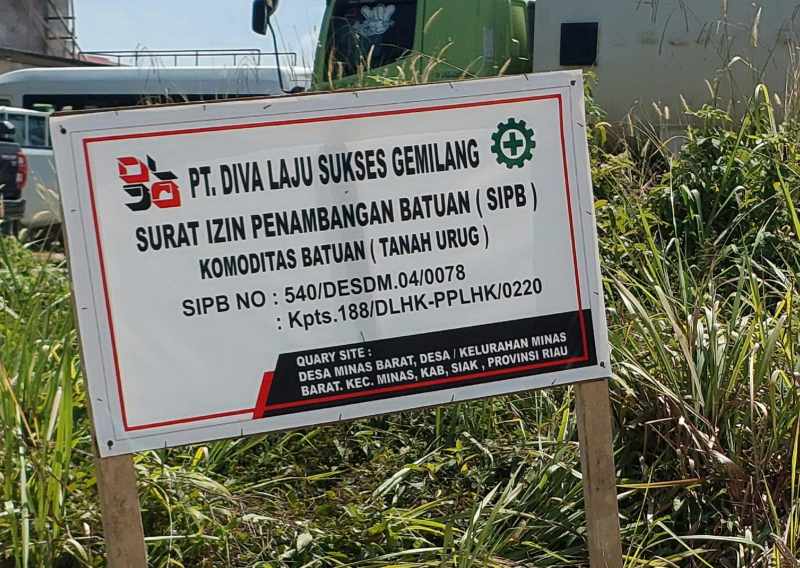 PT. DIVA LAJU SUKSES GEMILANG
SURAT IZIN PENAMBANGAN BATUAN ( SIPB )
KOMODITAS BATUAN ( TANAH URUG )
SIPB NO : 540/DESDM.04/0078
: Kpts.188/DLHK-PPLHK/0220
QUARY SITE :
DESA MINAS BARAT, DESA / KELURAHAN MINAS
BARAT. KEC. MINAS, KAB, SIAK , PROVINSI RIAU